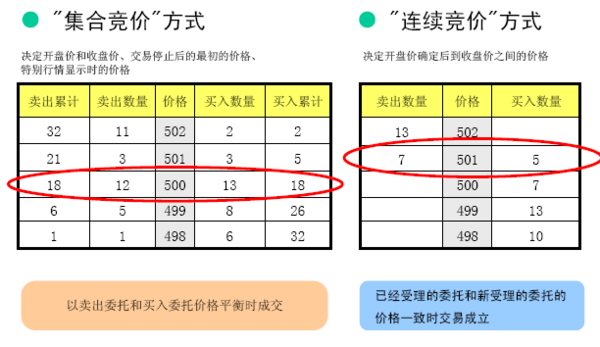 "集合竞价"方式
决定开盘价和收盘价、交易停止后的最初的价格、
特别行情显示时的价格
卖出累计 卖出数量 价格 买入数量 买入累计
32 11 502 2 2
21 3 501 3 5
18 12 500 13 18
6 5 499 8 26
1 1 498 6 32
以卖出委托和买入委托价格平衡时成交
"连续竞价"方式
决定开盘价确定后到收盘价之间的价格
卖出数量 价格 买入数量
13 502
7 501 5
500 7
499 13
498 10
已经受理的委托和新受理的委托的
价格一致时交易成立